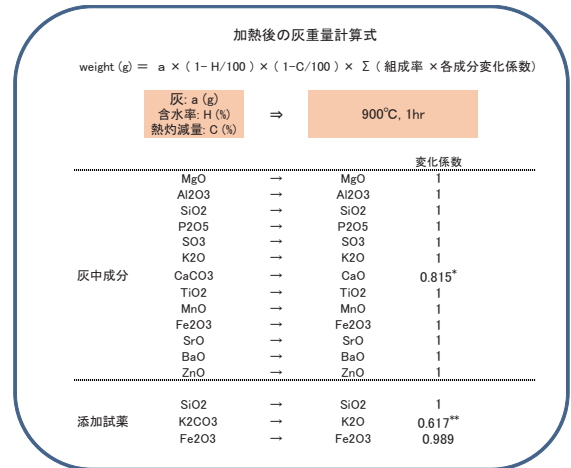 加熱後の灰重量計算式
weight (g) = a × ( 1- H/100 ) × ( 1-C/100 ) × Σ ( 組成率 ×各成分変化係数)
灰: a (g)
含水率: H (%)
熱灼減量: C (%)
⇒
900℃, 1hr
変化係数
MgO → MgO 1
Al2O3 → Al2O3 1
SiO2 → SiO2 1
P2O5 → P2O5 1
SO3 → SO3 1
K2O → K2O 1
灰中成分 CaCO3 → CaO 0.815*
TiO2 → TiO2 1
MnO → MnO 1
Fe2O3 → Fe2O3 1
SrO → SrO 1
BaO → BaO 1
ZnO → ZnO 1
SiO2 → SiO2 1
添加試薬 K2CO3 → K2O 0.617**
Fe2O3 → Fe2O3 0.989